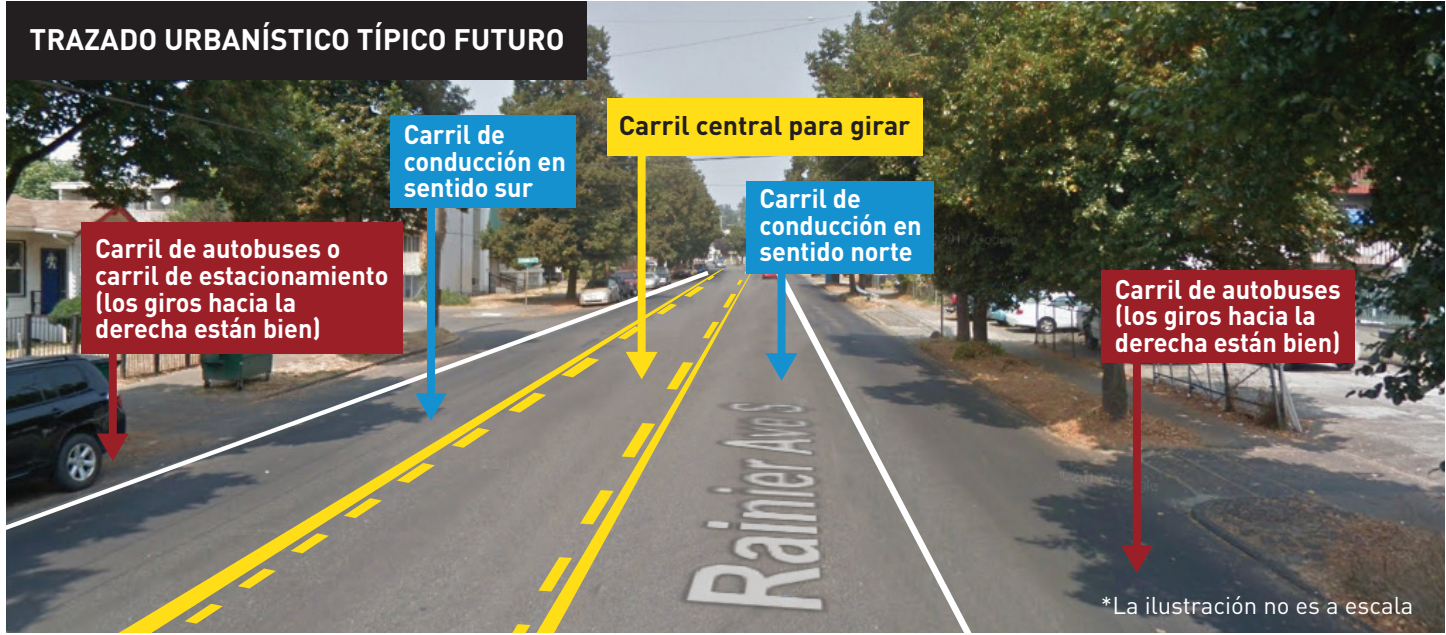 TRAZADO URBANÍSTICO TÍPICO FUTURO
Carril de
conducción en
sentido sur
Carril central para girar
Carril de
conducción en
sentido norte
Carril de autobuses o
carril de estacionamiento
(los giros hacia la
derecha están bien)
Carril de autobuses
(los giros hacia la
derecha están bien)
Rainier Ave S
*La ilustración no es a escala